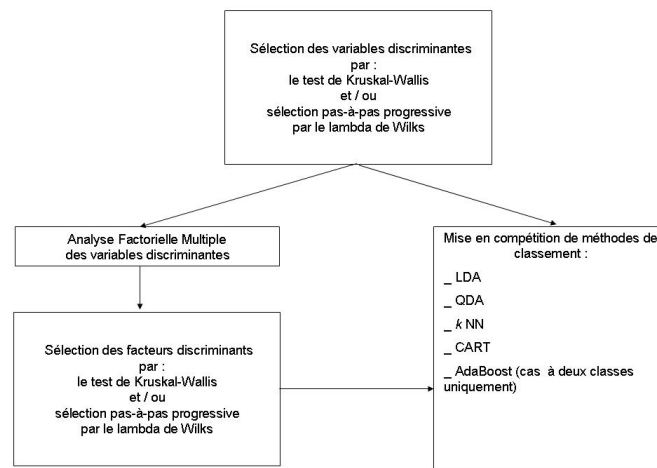 Sélection des variables discriminantes
par :
le test de Kruskal-Wallis
et / ou
sélection pas-à-pas progressive
par le lambda de Wilks
Analyse Factorielle Multiple
des variables discriminantes
Sélection des facteurs discriminants
par :
le test de Kruskal-Wallis
et / ou
sélection pas-à-pas progressive
par le lambda de Wilks
Mise en compétition de méthodes de
classement :
_ LDA
_ QDA
_ k NN
_ CART
_ AdaBoost (cas à deux classes
uniquement)